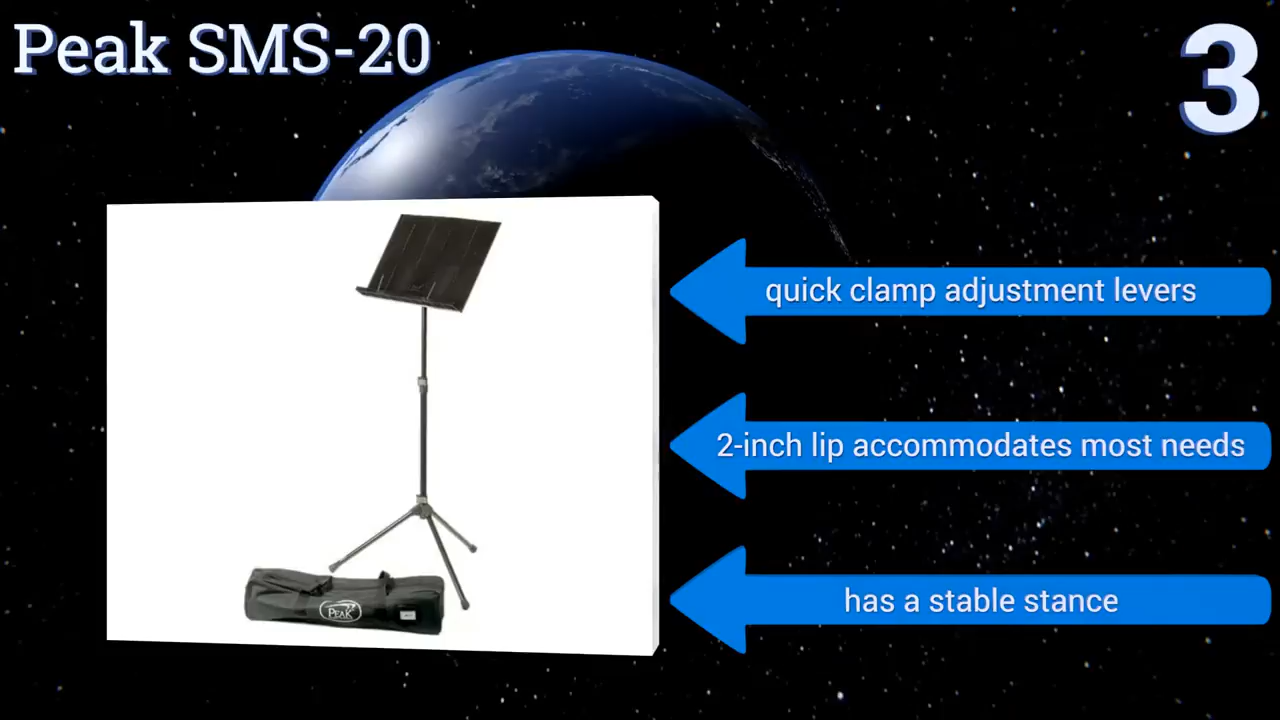 Peak SMS-20
3
quick clamp adjustment levers
2-inch lip accommodates most needs
has a stable stance
PEAK